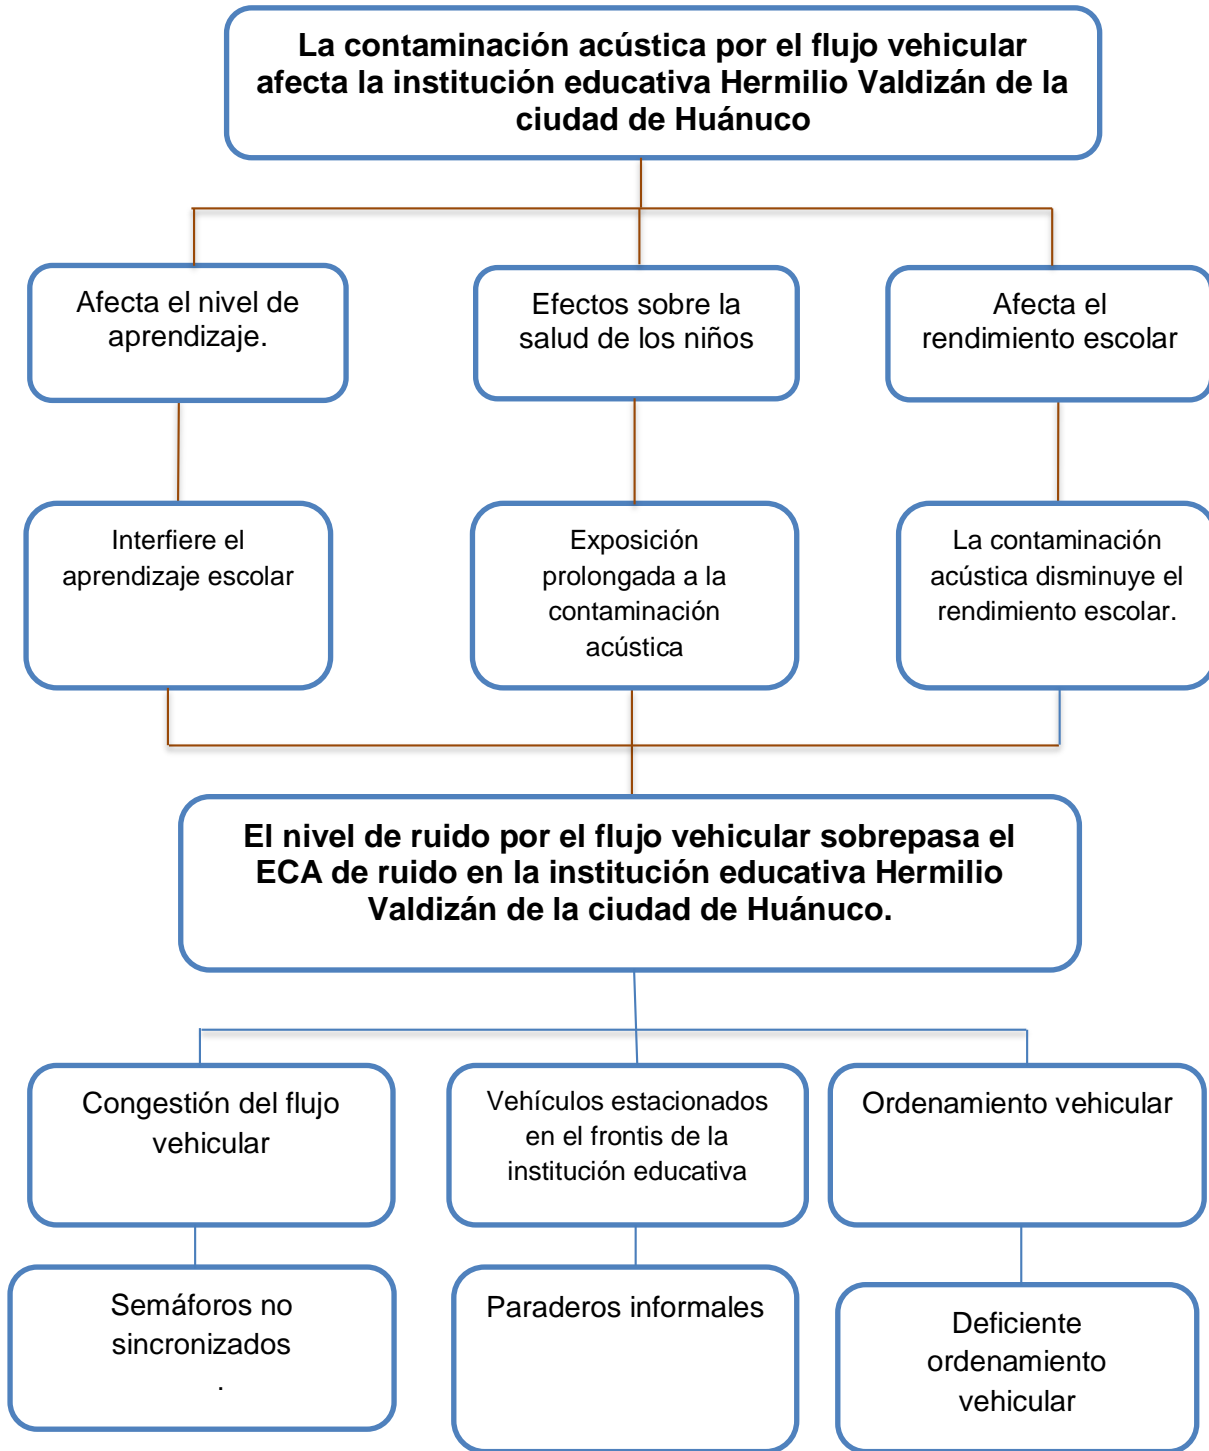 La contaminación acústica por el flujo vehicular
afecta la institución educativa Hermilio Valdizán de la
ciudad de Huánuco
Afecta el nivel de
aprendizaje.
Efectos sobre la
salud de los niños
Afecta el
rendimiento escolar
Interfiere el
aprendizaje escolar
Exposición
prolongada a la
contaminación
acústica
La contaminación
acústica disminuye el
rendimiento escolar.
El nivel de ruido por el flujo vehicular sobrepasa el
ECA de ruido en la institución educativa Hermilio
Valdizán de la ciudad de Huánuco.
Congestión del flujo
vehicular
Vehículos estacionados
en el frontis de la
institución educativa
Ordenamiento vehicular
Semáforos no
sincronizados
.
Paraderos informales
Deficiente
ordenamiento
vehicular